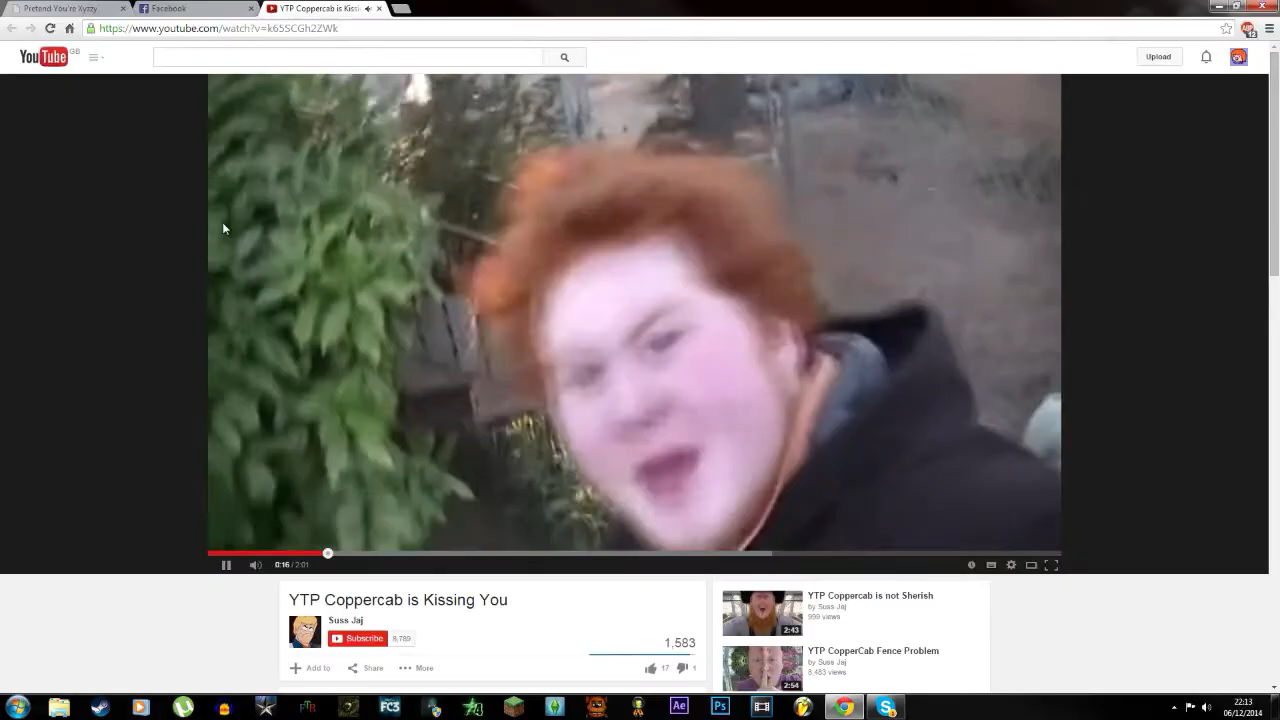 Pretend You're Xyzzy
Facebook
YTP Coppercab is Kissi
https://www.youtube.com/watch?v=k65SCGh2ZWk
12
YouTube GB
Upload
0:16 / 2:01
YTP Coppercab is Kissing You
Suss Jaj
Subscribe 8,789
1,583
Add to Share More
17 1
YTP Coppercab is not Sherish
by Suss Jaj
999 views
2:43
YTP CopperCab Fence Problem
by Suss Jaj
8,483 views
2:54
FC3 Ae Ps S
22:13
06/12/2014